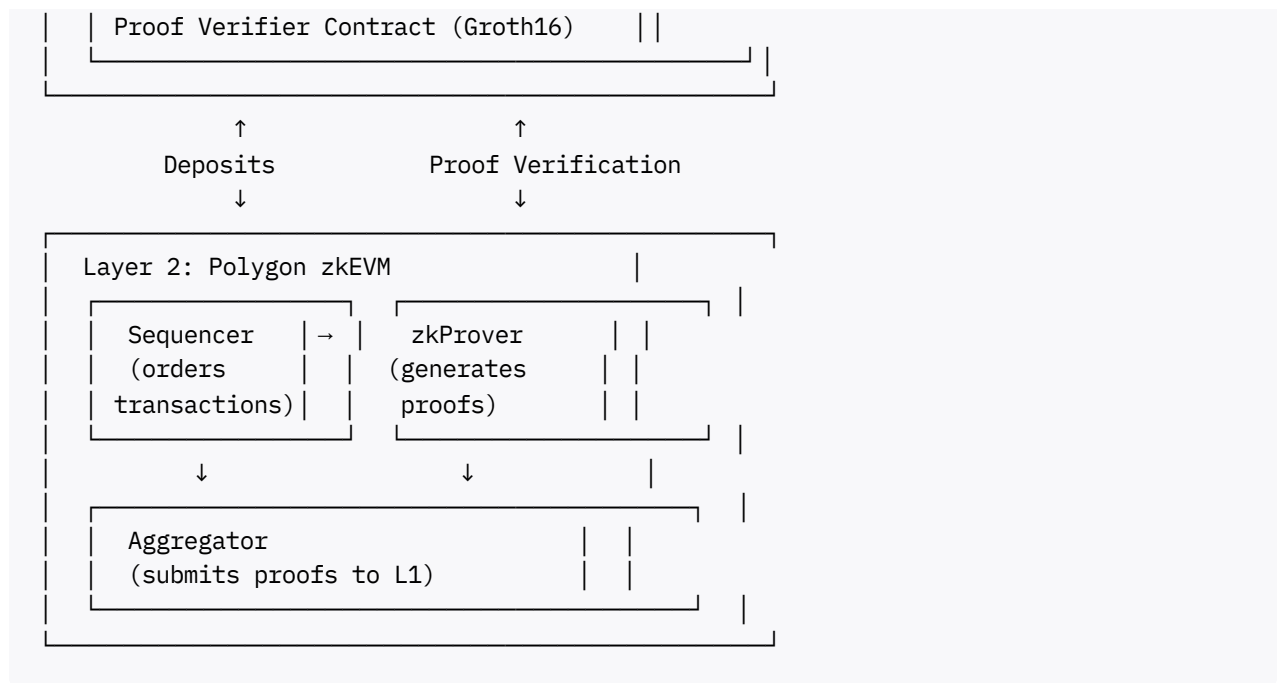 Proof Verifier Contract (Groth16)
↑ ↑
Deposits Proof Verification
↓ ↓
Layer 2: Polygon zkEVM
Sequencer → zkProver
(orders (generates
transactions) proofs)
↓ ↓
Aggregator
(submits proofs to L1)